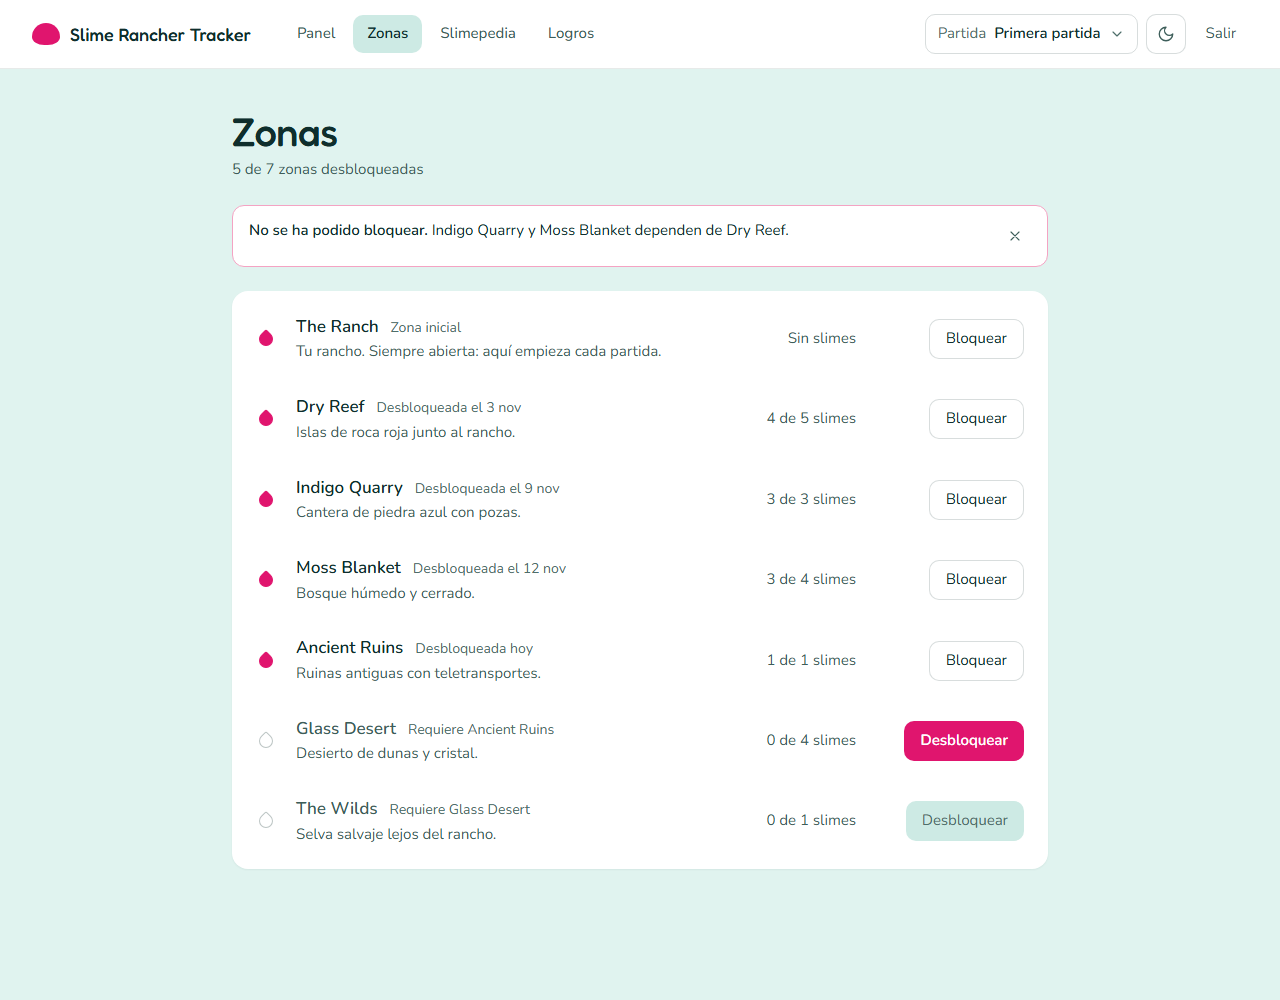 Slime Rancher Tracker Panel Zonas Slimepedia Logros Partida Primera partida Salir
Zonas
5 de 7 zonas desbloqueadas
No se ha podido bloquear. Indigo Quarry y Moss Blanket dependen de Dry Reef.
The Ranch Zona inicial
Tu rancho. Siempre abierta: aquí empieza cada partida.
Sin slimes
Bloquear
Dry Reef Desbloqueada el 3 nov
Islas de roca roja junto al rancho.
4 de 5 slimes
Bloquear
Indigo Quarry Desbloqueada el 9 nov
Cantera de piedra azul con pozas.
3 de 3 slimes
Bloquear
Moss Blanket Desbloqueada el 12 nov
Bosque húmedo y cerrado.
3 de 4 slimes
Bloquear
Ancient Ruins Desbloqueada hoy
Ruinas antiguas con teletransportes.
1 de 1 slimes
Bloquear
Glass Desert Requiere Ancient Ruins
Desierto de dunas y cristal.
0 de 4 slimes
Desbloquear
The Wilds Requiere Glass Desert
Selva salvaje lejos del rancho.
0 de 1 slimes
Desbloquear